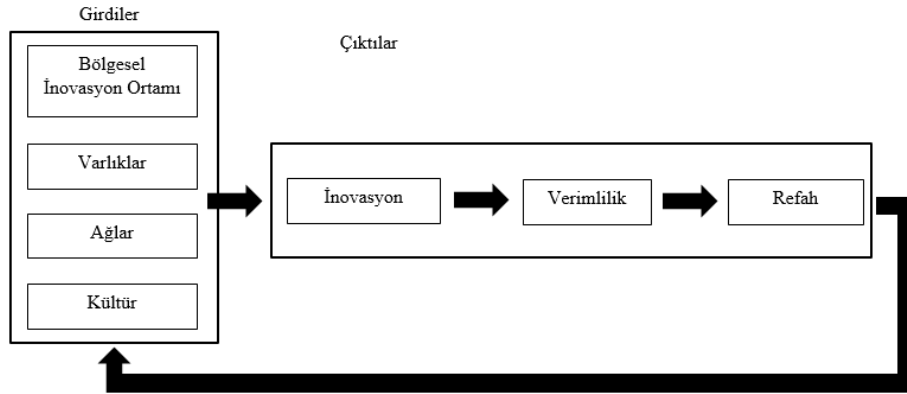 Girdiler
Çıktılar
Bölgesel
İnovasyon Ortamı
Varlıklar
Ağlar
Kültür
İnovasyon
Verimlilik
Refah